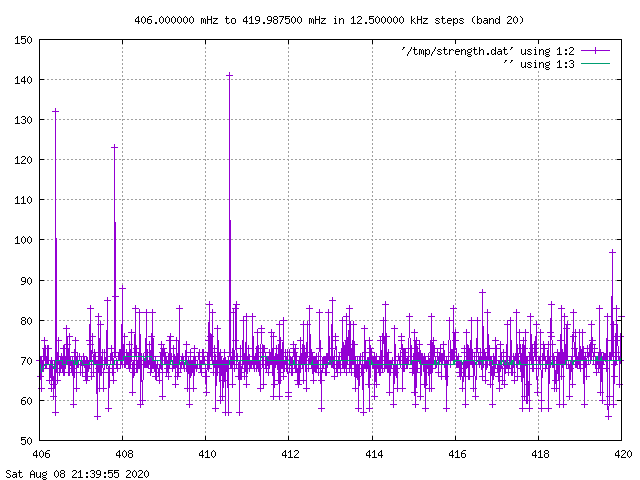 406.000000 mHz to 419.987500 mHz in 12.500000 kHz steps (band 20)
'/tmp/strength.dat' using 1:2
'' using 1:3
150
140
130
120
110
100
90
80
70
60
50
406 408 410 412 414 416 418 420
Sat Aug 08 21:39:55 2020